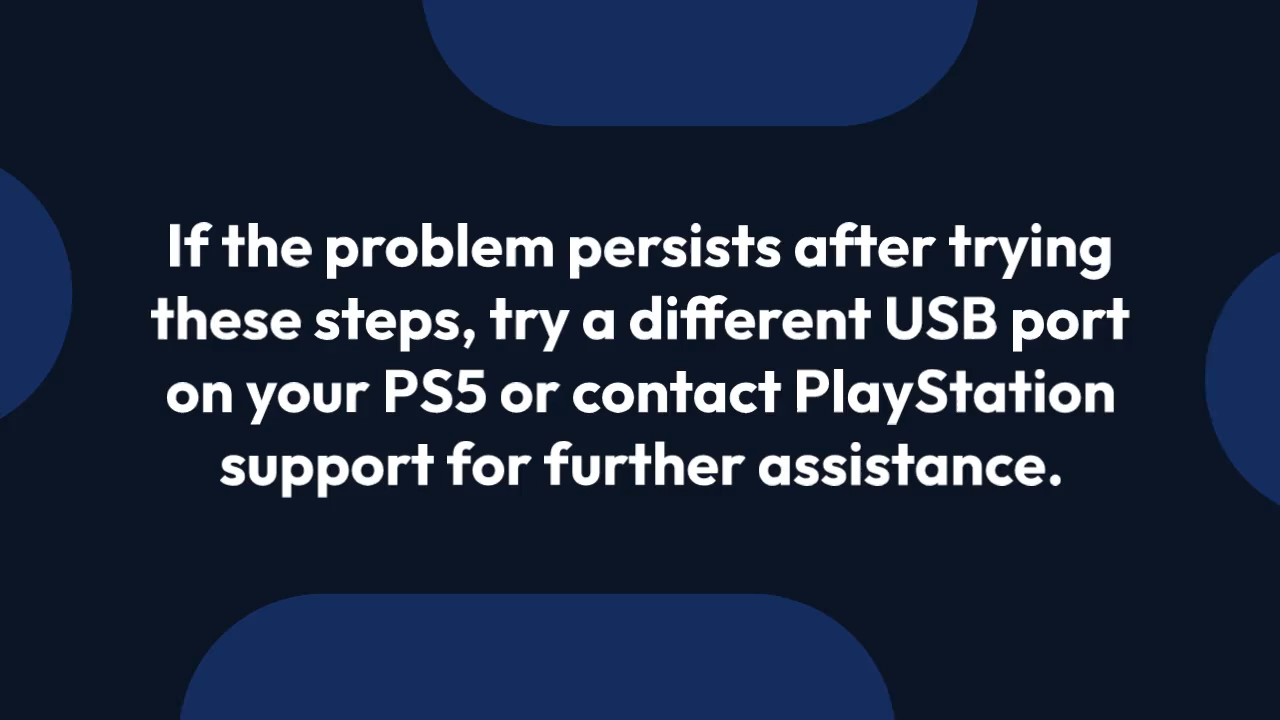 If the problem persists after trying
these steps, try a different USB port
on your PS5 or contact PlayStation
support for further assistance.